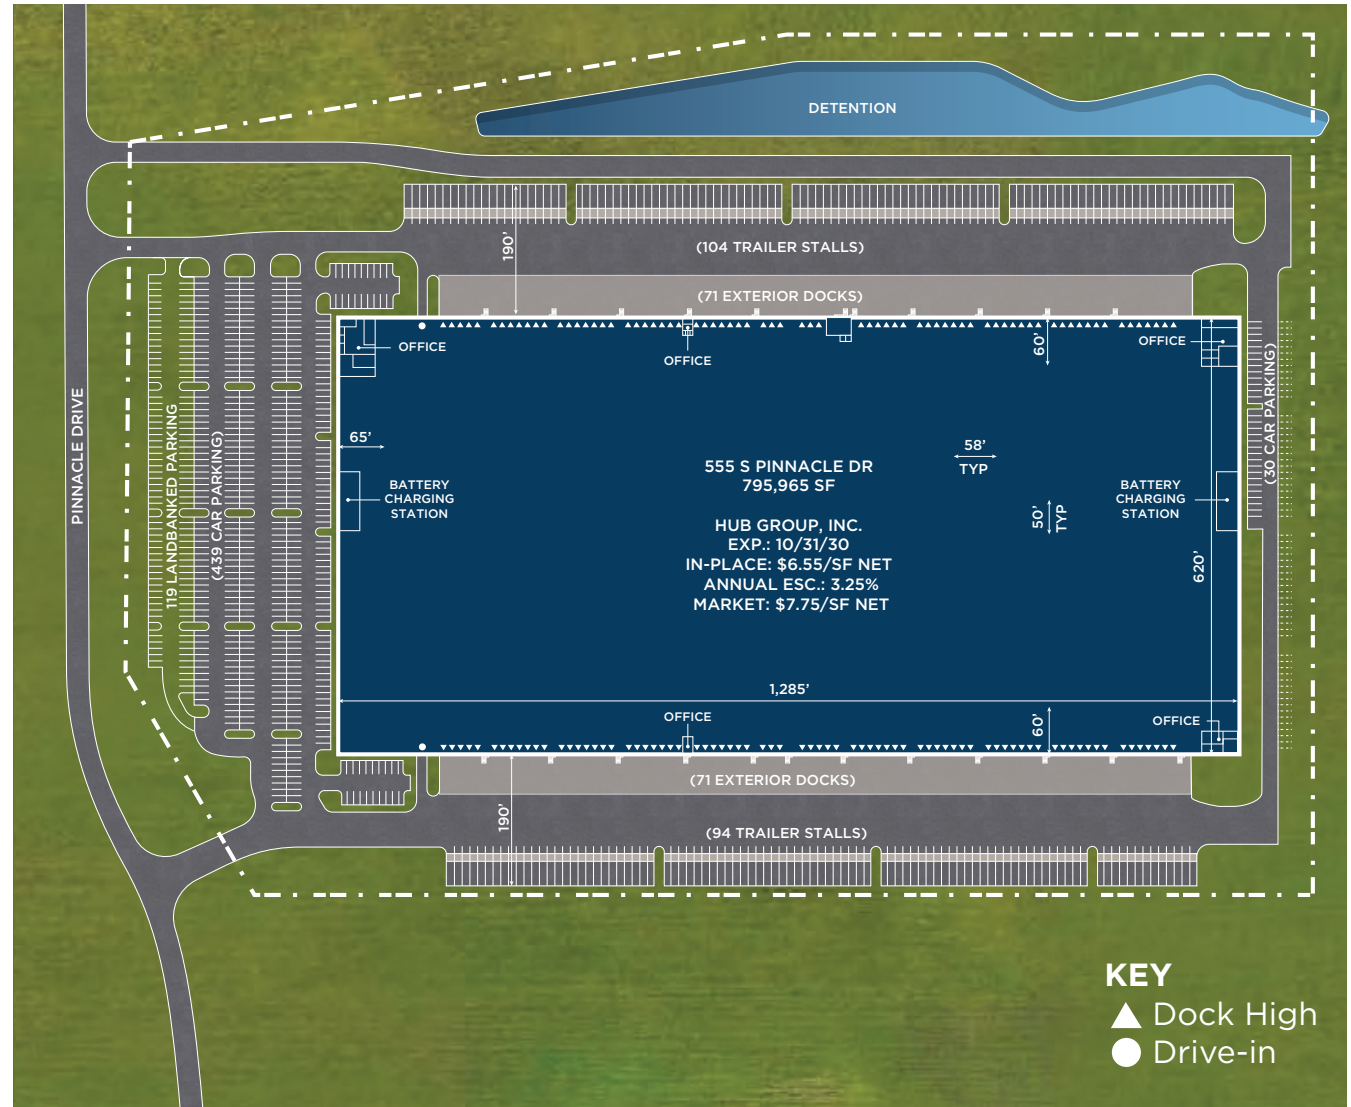 DETENTION
190'
(104 TRAILER STALLS)
(71 EXTERIOR DOCKS)
OFFICE
OFFICE
60'
OFFICE
PINNACLE DRIVE
119 LANDBANKED PARKING
(439 CAR PARKING)
65'
BATTERY
CHARGING
STATION
555 S PINNACLE DR
795,965 SF
HUB GROUP, INC.
EXP.: 10/31/30
IN-PLACE: $6.55/SF NET
ANNUAL ESC.: 3.25%
MARKET: $7.75/SF NET
58'
TYP
50'
TYP
BATTERY
CHARGING
STATION
620'
(30 CAR PARKING)
1,285'
OFFICE
60'
OFFICE
(71 EXTERIOR DOCKS)
190'
(94 TRAILER STALLS)
KEY
Dock High
Drive-in